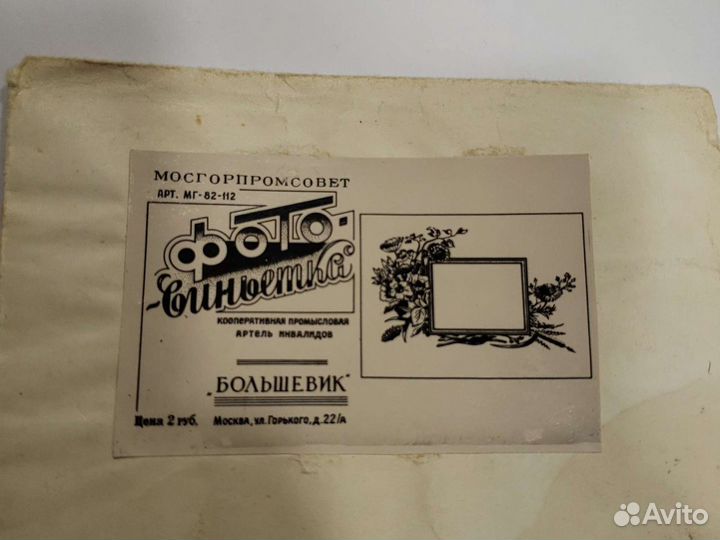 МОСГОРПРОМСОВЕТ
АРТ. МГ-82-112
ФОТО-
-виньетка
КООПЕРАТИВНАЯ ПРОМЫСЛОВАЯ
АРТЕЛЬ ИНВАЛИДОВ
„БОЛЬШЕВИК"
Цена 2 руб. Москва, ул. Горького, д. 22/А
Avito